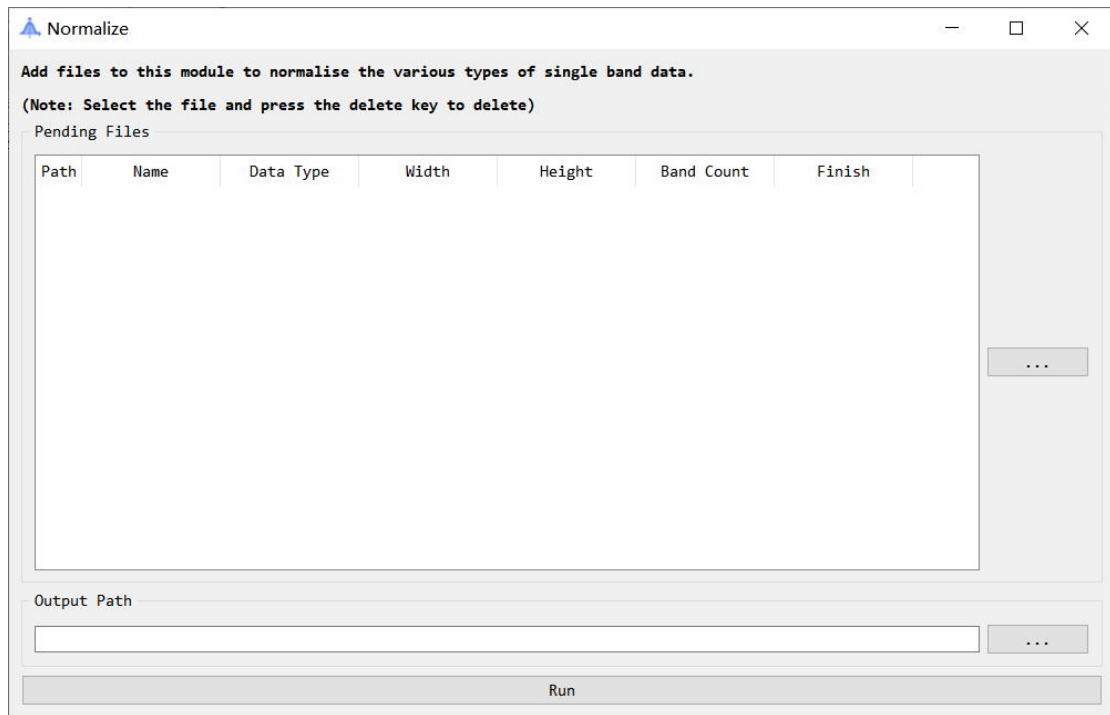 Normalize
Add files to this module to normalise the various types of single band data.
(Note: Select the file and press the delete key to delete)
Pending Files
Path Name Data Type Width Height Band Count Finish
...
Output Path
...
Run